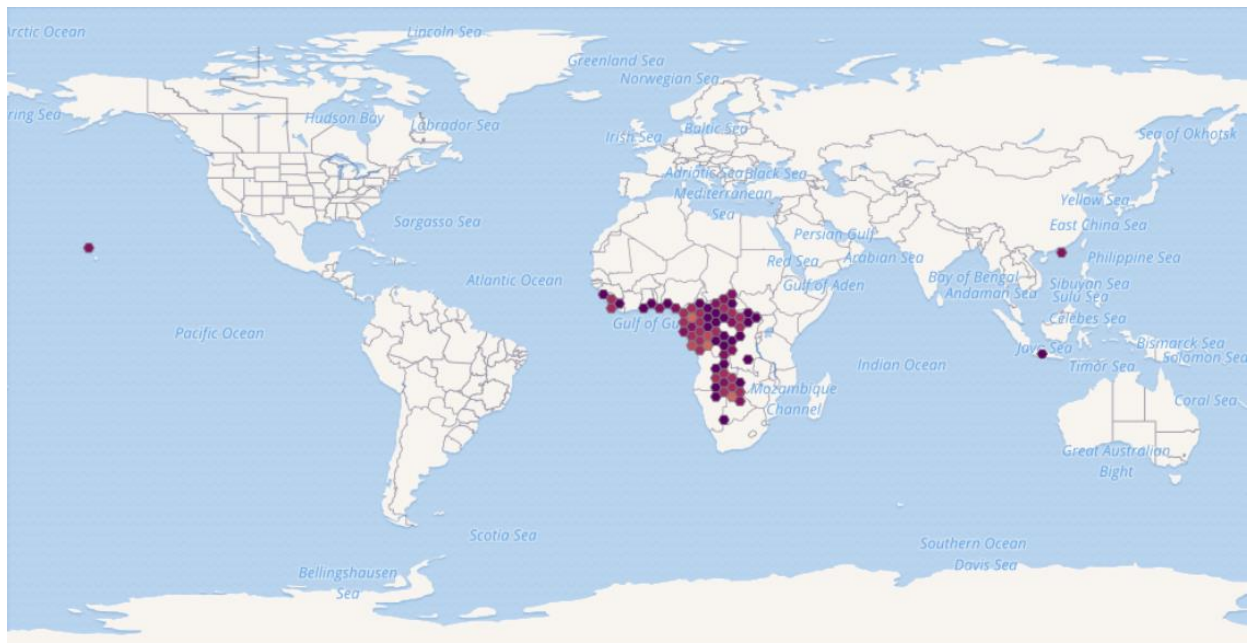 Arctic Ocean
Lincoln Sea
Greenland Sea
Norwegian Sea
ring Sea
Hudson Bay
Labrador Sea
Irish Sea
Baltic Sea
Sea of Okhotsk
Adriatic Sea
Black Sea
Mediterranean
Sea
Yellow Sea
East China Sea
Sargasso Sea
Persian Gulf
Red Sea
Arabian Sea
Philippine Sea
Atlantic Ocean
Gulf of Aden
Bay of Bengal
Andaman Sea
Sibuyan Sea
Sulu Sea
Pacific Ocean
Gulf of Gu
Celebes Sea
Indian Ocean
Java Sea
Bismarck Sea
Solomon Sea
Timor Sea
Mozambique
Channel
Coral Sea
Great Australian
Bight
Scotia Sea
Southern Ocean
Davis Sea
Bellingshausen
Sea